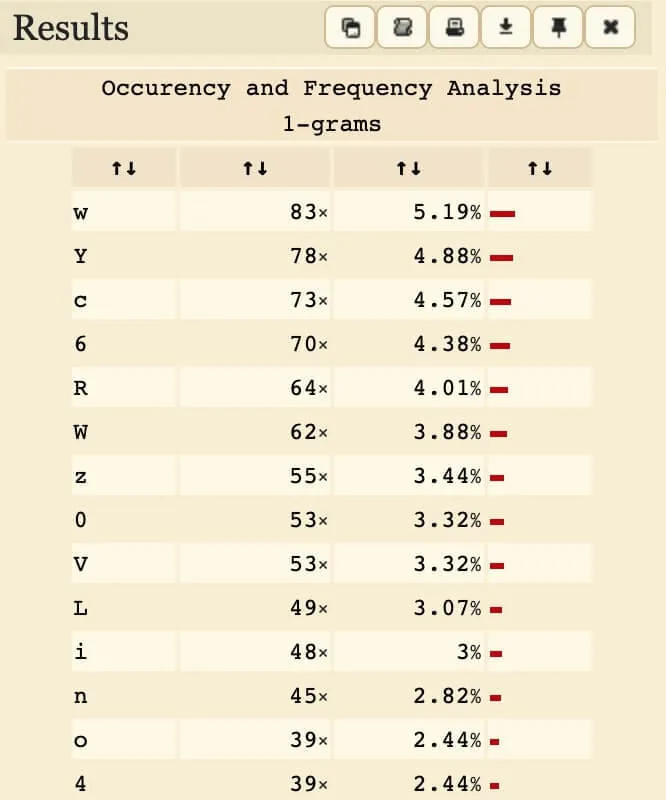 Results
Occurency and Frequency Analysis
1-grams
↑↓ ↑↓ ↑↓ ↑↓
w 83× 5.19%
Y 78× 4.88%
c 73× 4.57%
6 70× 4.38%
R 64× 4.01%
W 62× 3.88%
z 55× 3.44%
0 53× 3.32%
V 53× 3.32%
L 49× 3.07%
i 48× 3%
n 45× 2.82%
o 39× 2.44%
4 39× 2.44%